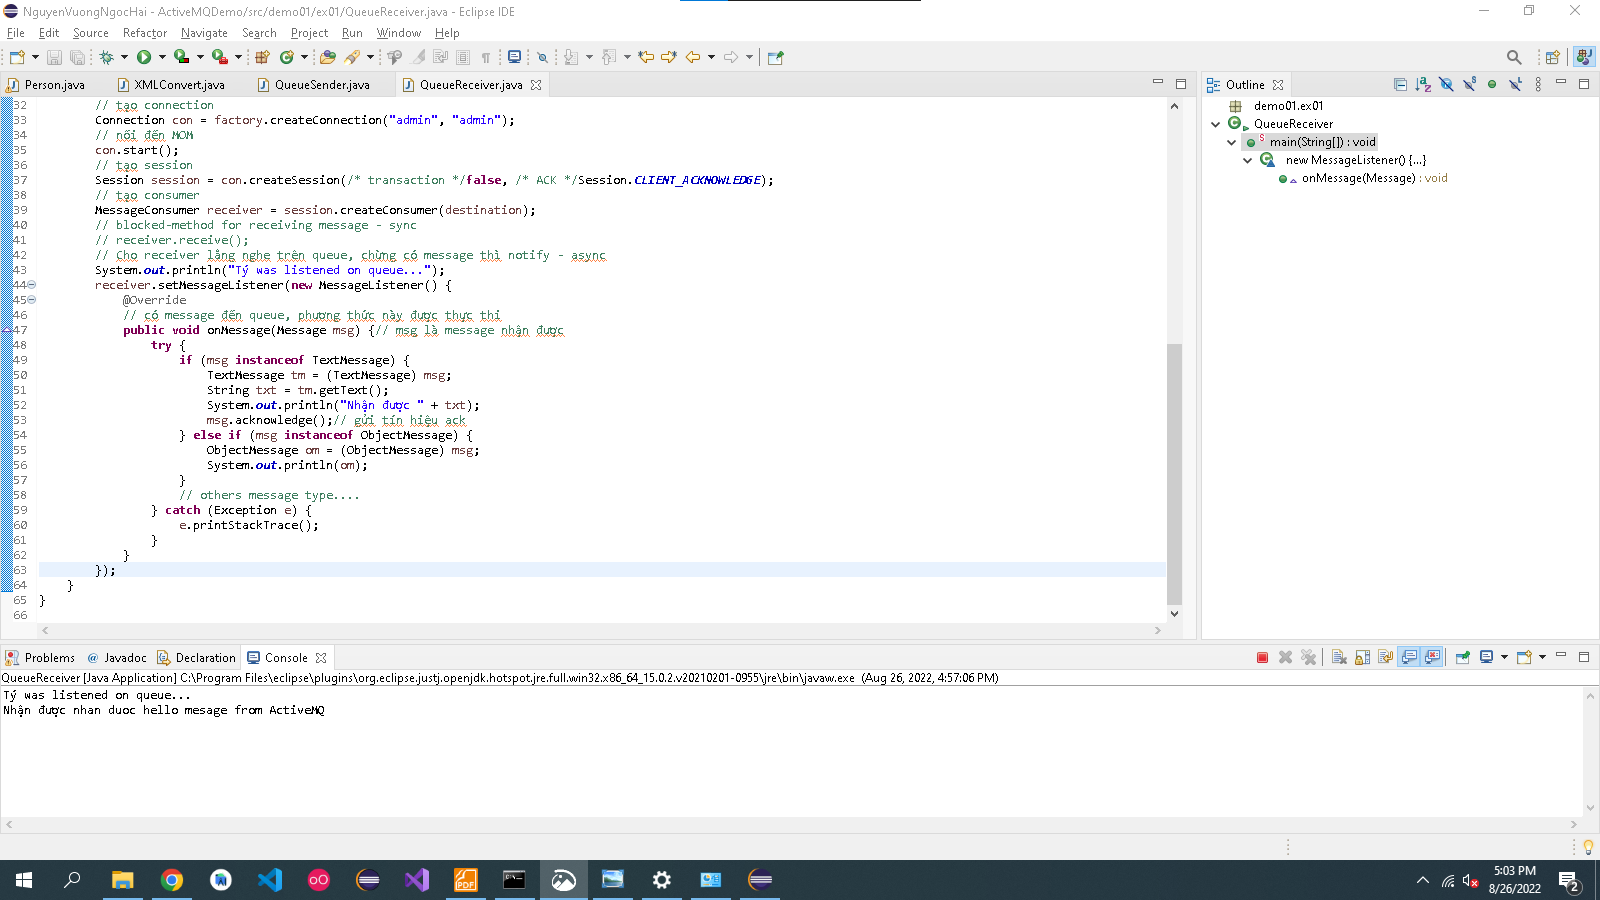 NguyenVuongNgocHai - ActiveMQDemo/src/demo01/ex01/QueueReceiver.java - Eclipse IDE
File Edit Source Refactor Navigate Search Project Run Window Help
Person.java XMLConvert.java QueueSender.java QueueReceiver.java
32 // tạo connection
33 Connection con = factory.createConnection("admin", "admin");
34 // nối đến MOM
35 con.start();
36 // tạo session
37 Session session = con.createSession(/* transaction */false, /* ACK */Session.CLIENT_ACKNOWLEDGE);
38 // tạo consumer
39 MessageConsumer receiver = session.createConsumer(destination);
40 // blocked-method for receiving message - sync
41 // receiver.receive();
42 // Cho receiver lắng nghe trên queue, chừng có message thì notify - async
43 System.out.println("Tý was listened on queue...");
44 receiver.setMessageListener(new MessageListener() {
45 @Override
46 // có message đến queue, phương thức này được thực thi
47 public void onMessage(Message msg) {// msg là message nhận được
48 try {
49 if (msg instanceof TextMessage) {
50 TextMessage tm = (TextMessage) msg;
51 String txt = tm.getText();
52 System.out.println("Nhận được " + txt);
53 msg.acknowledge();// gửi tín hiệu ack
54 } else if (msg instanceof ObjectMessage) {
55 ObjectMessage om = (ObjectMessage) msg;
56 System.out.println(om);
57 }
58 // others message type....
59 } catch (Exception e) {
60 e.printStackTrace();
61 }
62 }
63 });
64 }
65 }
66
Outline
demo01.ex01
QueueReceiver
main(String[]) : void
new MessageListener() {...}
onMessage(Message) : void
Problems Javadoc Declaration Console
QueueReceiver [Java Application] C:\Program Files\eclipse\plugins\org.eclipse.justj.openjdk.hotspot.jre.full.win32.x86_64_15.0.2.v20210201-0955\jre\bin\javaw.exe (Aug 26, 2022, 4:57:06 PM)
Tý was listened on queue...
Nhận được nhan duoc hello mesage from ActiveMQ
PDF
5:03 PM
8/26/2022
2